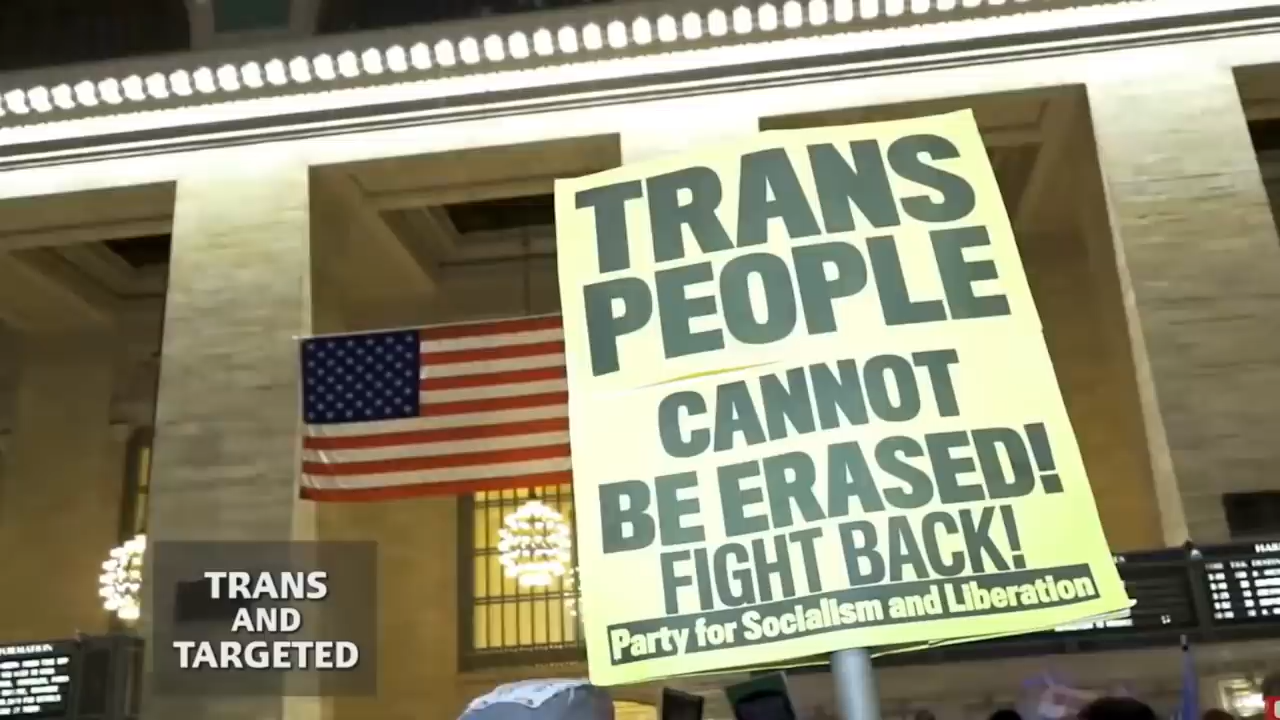 TRANS
PEOPLE
CANNOT
BE ERASED!
FIGHT BACK!
Party for Socialism and Liberation
TRANS
AND
TARGETED